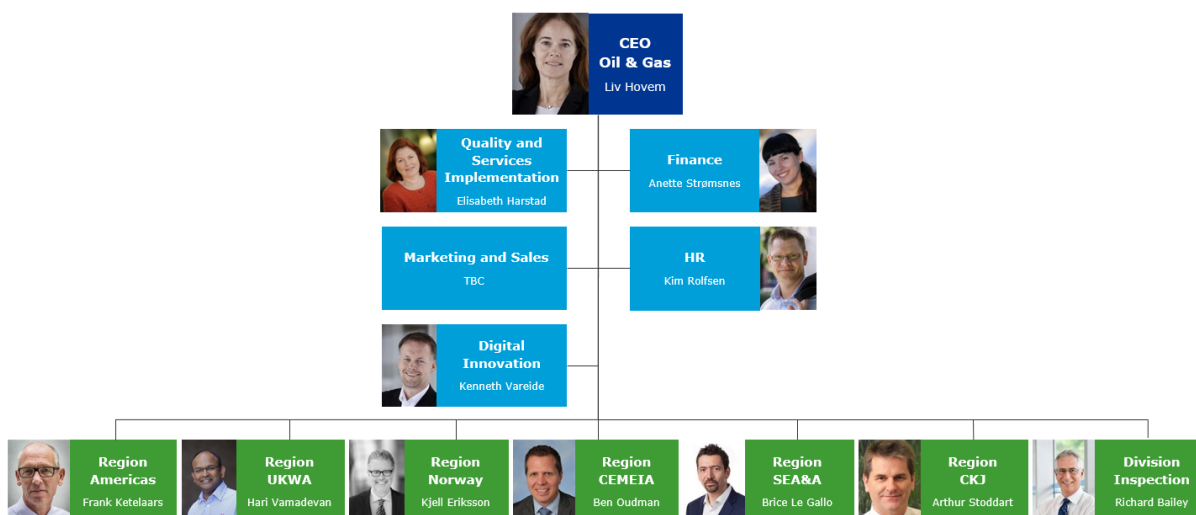 CEO
Oil & Gas
Liv Hovem
Quality and
Services
Implementation
Elisabeth Harstad
Finance
Anette Strømsnes
Marketing and Sales
TBC
HR
Kim Rolfsen
Digital
Innovation
Kenneth Vareide
Region
Americas
Frank Ketelaars
Region
UKWA
Hari Vamadevan
Region
Norway
Kjell Eriksson
Region
CEMEIA
Ben Oudman
Region
SEA&A
Brice Le Gallo
Region
CKJ
Arthur Stoddart
Division
Inspection
Richard Bailey